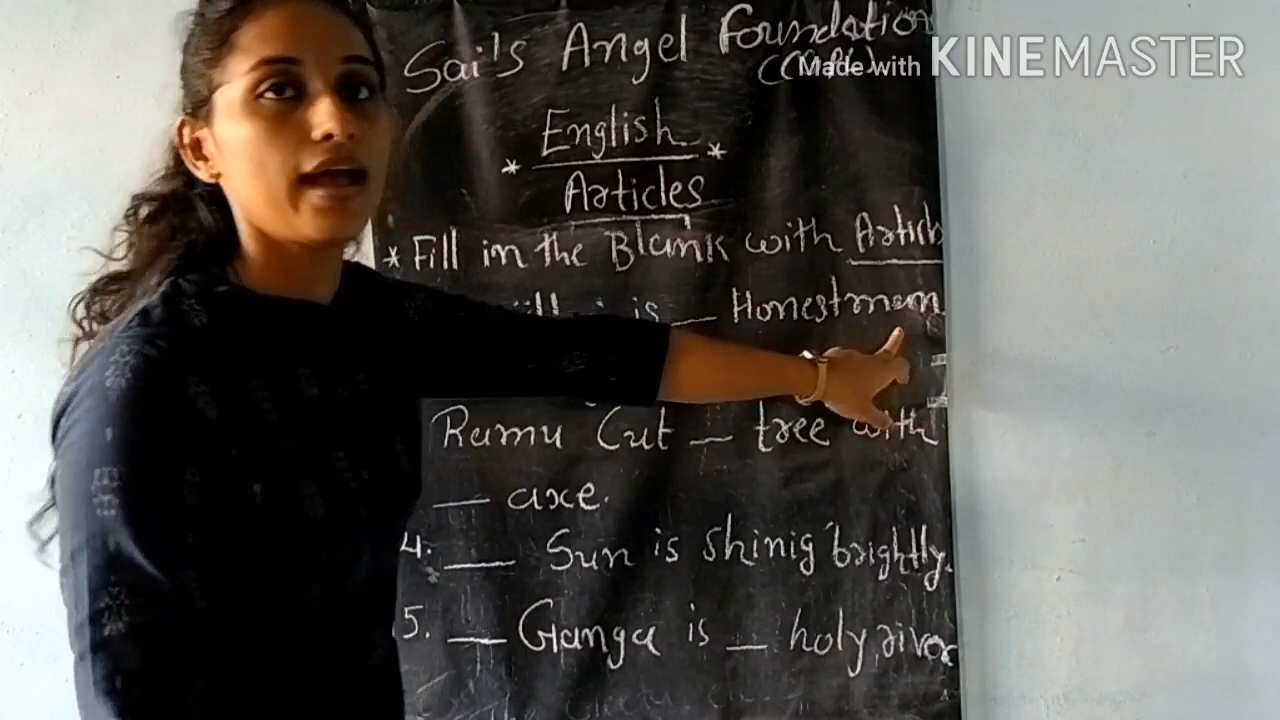 Sai's Angel Foundation
Made with KINEMASTER
English
Articles
* Fill in the Blank with Article
is __ Honest man
Ramu Cut __ tree with
__ axe.
4. __ Sun is shinig brightly.
5. __ Ganga is __ holy river